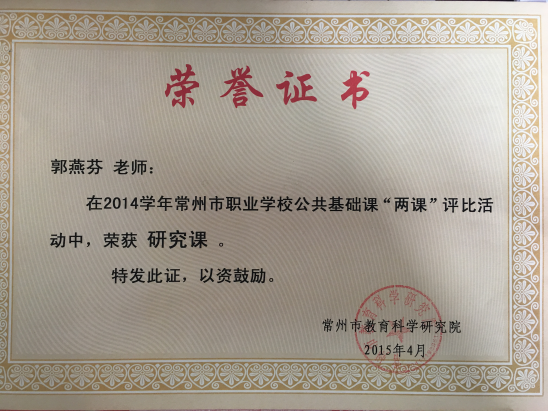 荣誉证书
郭燕芬 老师：
在2014学年常州市职业学校公共基础课“两课”评比活
动中，荣获 研究课 。
特发此证，以资鼓励。
常州市教育科学研究院
2015年4月